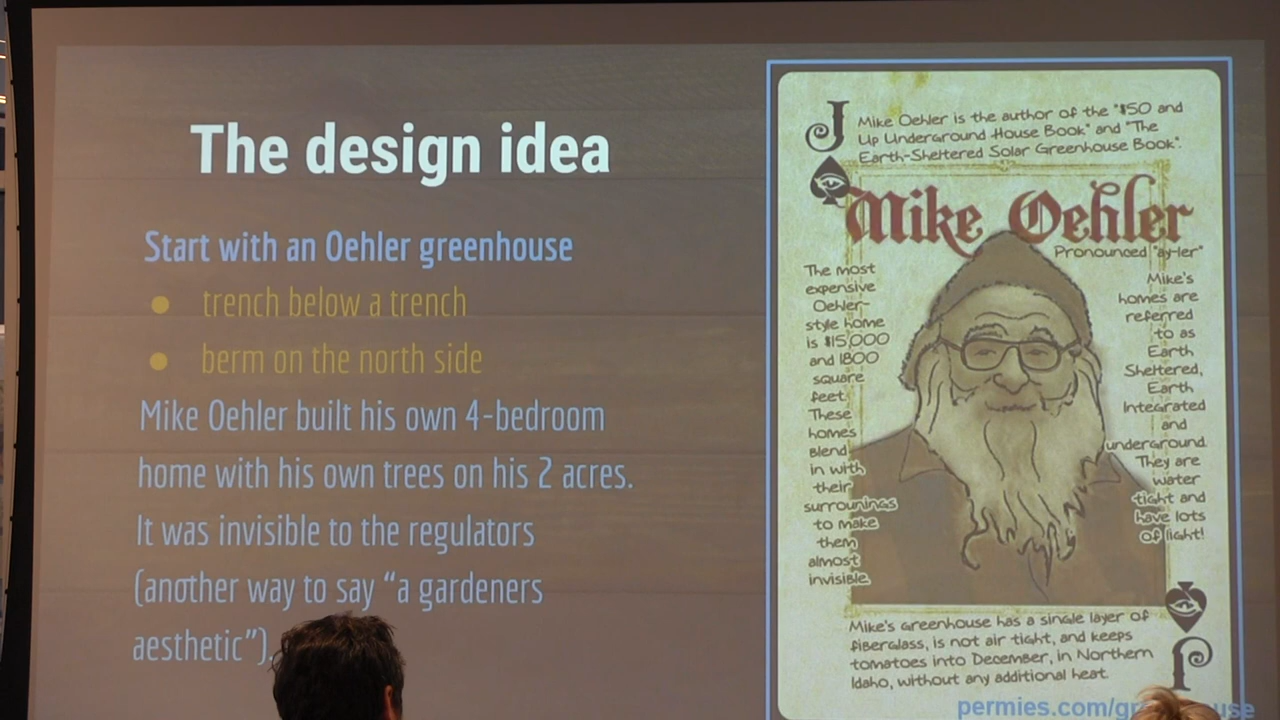 The design idea
Start with an Oehler greenhouse
● trench below a trench
● berm on the north side
Mike Oehler built his own 4-bedroom
home with his own trees on his 2 acres.
It was invisible to the regulators
(another way to say “a gardeners
aesthetic”).
J
Mike Oehler is the author of the "$50 and
Up Underground House Book" and "The
Earth-Sheltered Solar Greenhouse Book".
Mike Oehler
Pronounced "ay-ler"
The most
expensive
Oehler-
style home
is $15,000
and 1800
square
feet.
These
homes
blend
in with
their
surrounings
to make
them
almost
invisible.
Mike's
homes are
referred
to as
Earth
Sheltered,
Earth
Integrated
and
underground.
They are
water
tight and
have lots
of light!
Mike's greenhouse has a single layer of
fiberglass, is not air tight, and keeps
tomatoes into December, in Northern
Idaho, without any additional heat.
J
permies.com/gr
use